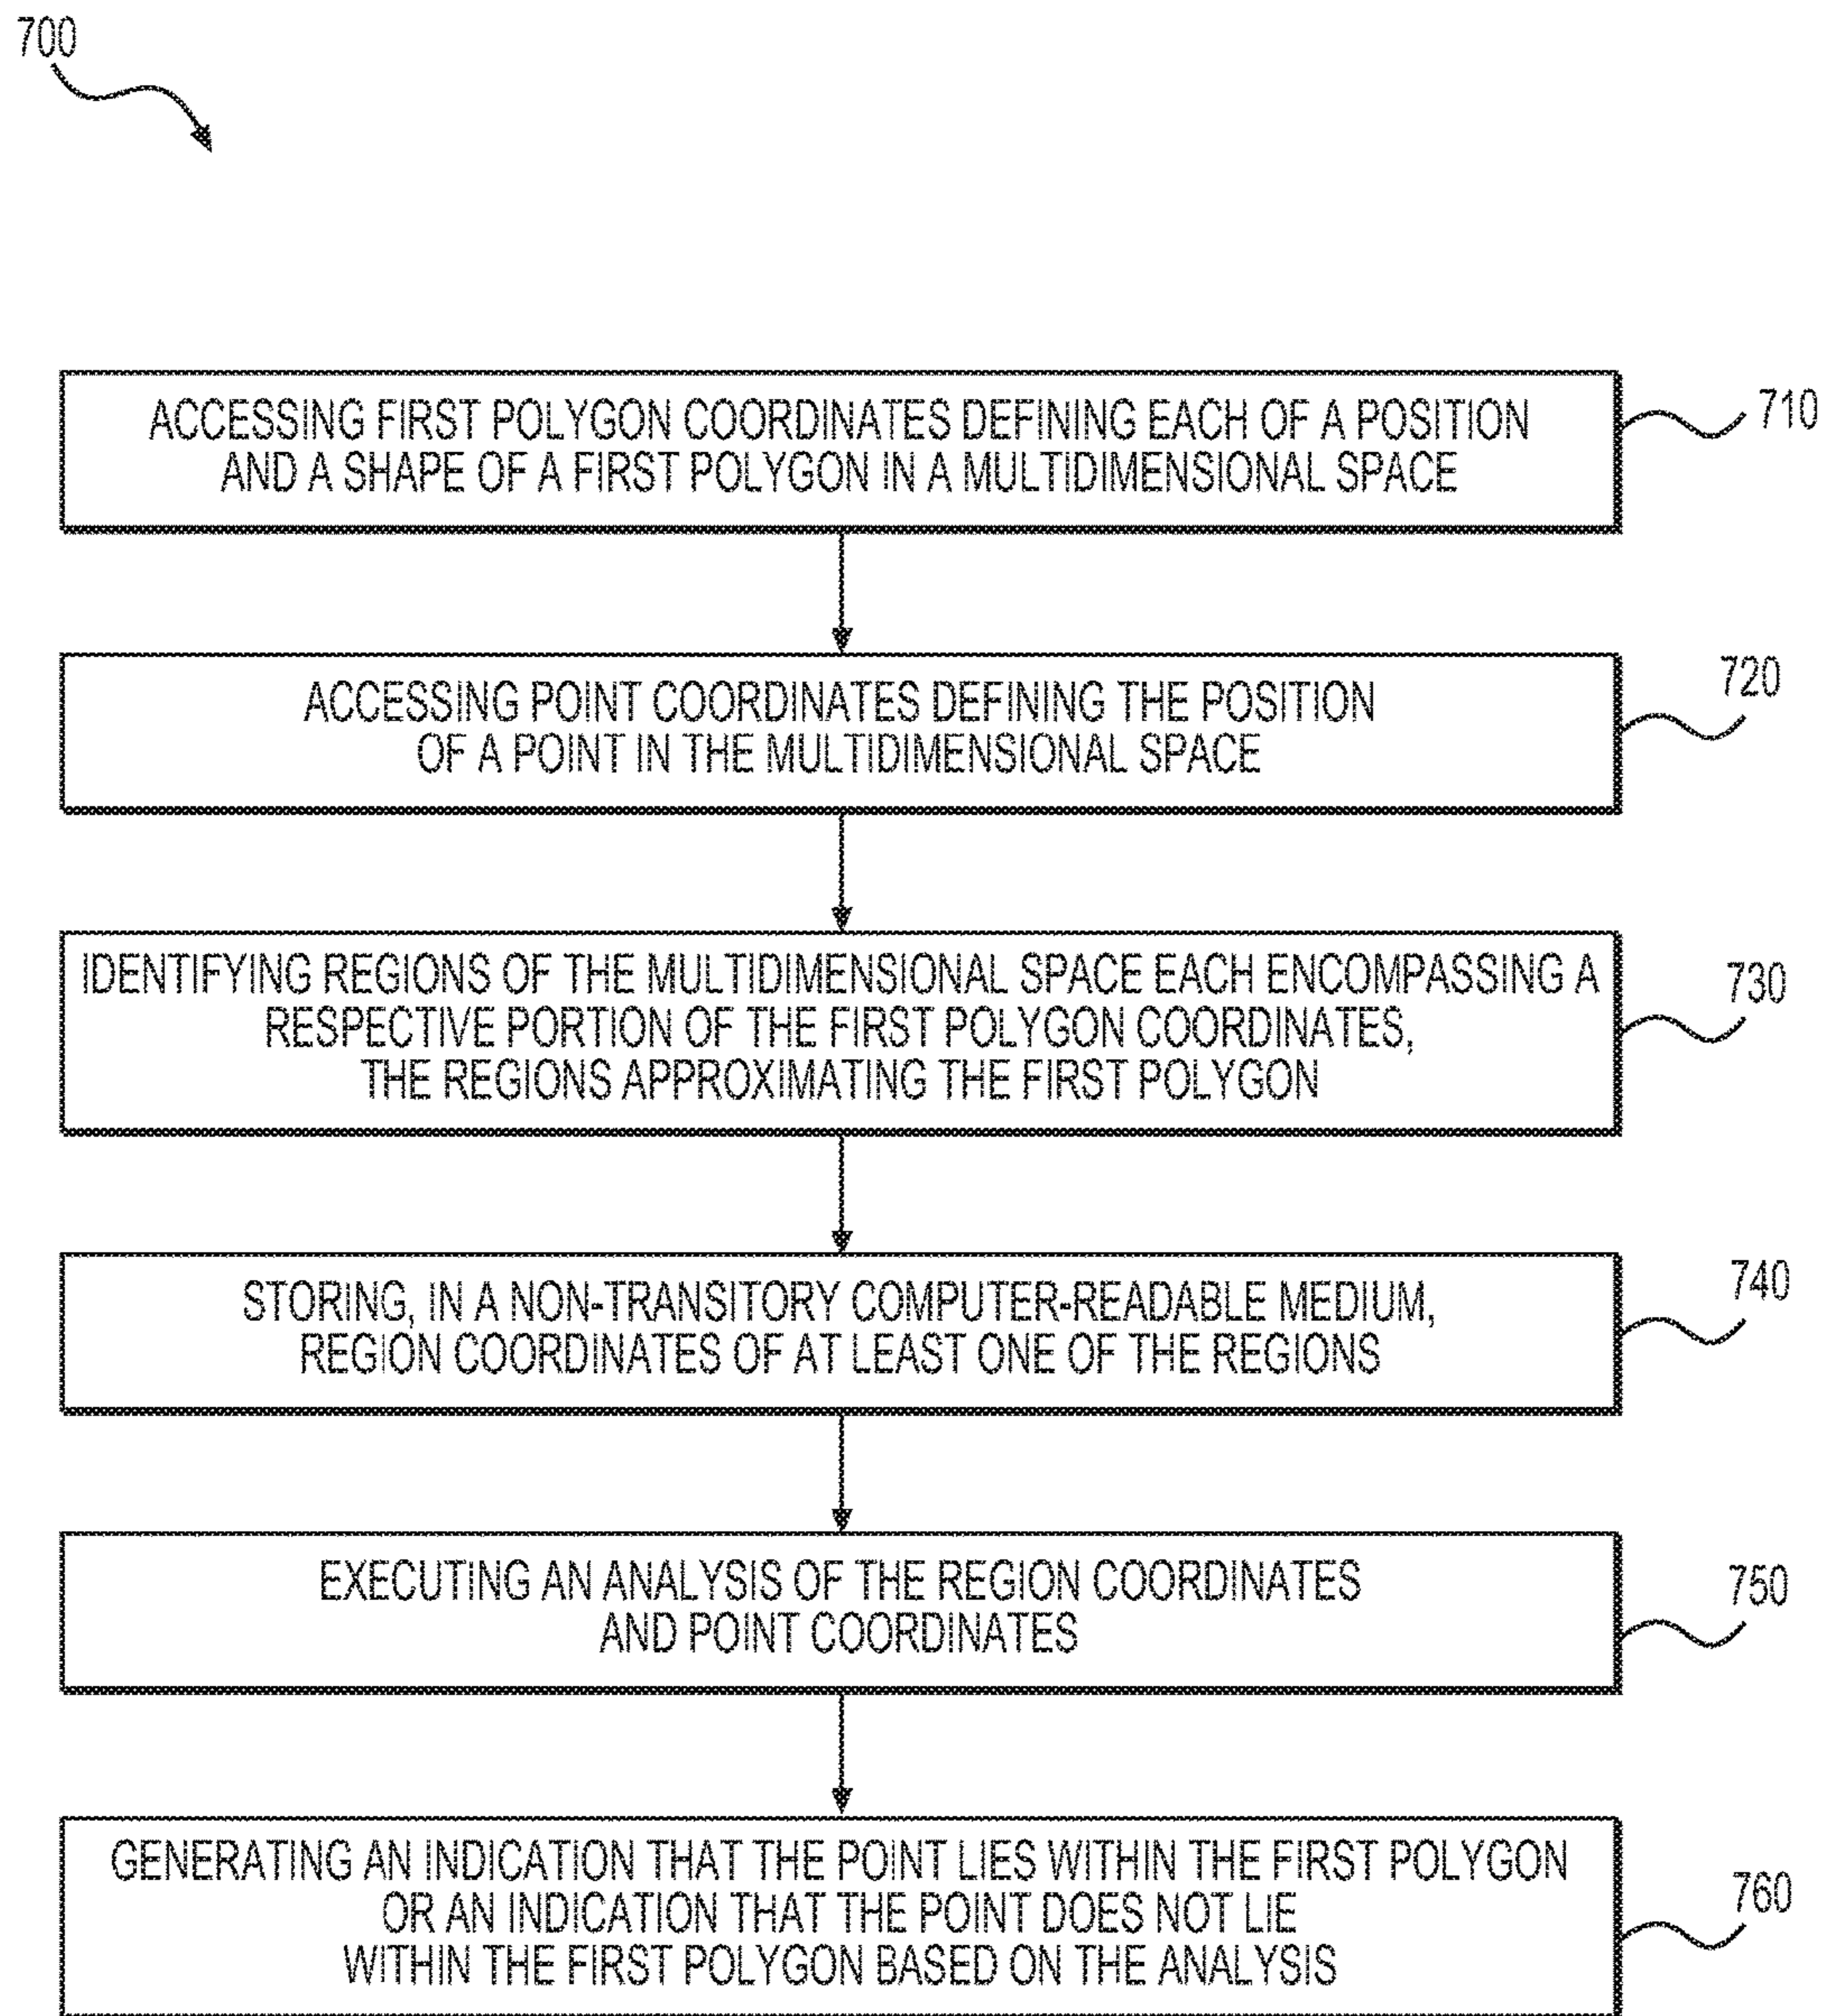 700
ACCESSING FIRST POLYGON COORDINATES DEFINING EACH OF A POSITION
AND A SHAPE OF A FIRST POLYGON IN A MULTIDIMENSIONAL SPACE
710
ACCESSING POINT COORDINATES DEFINING THE POSITION
OF A POINT IN THE MULTIDIMENSIONAL SPACE
720
IDENTIFYING REGIONS OF THE MULTIDIMENSIONAL SPACE EACH ENCOMPASSING A
RESPECTIVE PORTION OF THE FIRST POLYGON COORDINATES,
THE REGIONS APPROXIMATING THE FIRST POLYGON
730
STORING, IN A NON-TRANSITORY COMPUTER-READABLE MEDIUM,
REGION COORDINATES OF AT LEAST ONE OF THE REGIONS
740
EXECUTING AN ANALYSIS OF THE REGION COORDINATES
AND POINT COORDINATES
750
GENERATING AN INDICATION THAT THE POINT LIES WITHIN THE FIRST POLYGON
OR AN INDICATION THAT THE POINT DOES NOT LIE
WITHIN THE FIRST POLYGON BASED ON THE ANALYSIS
760